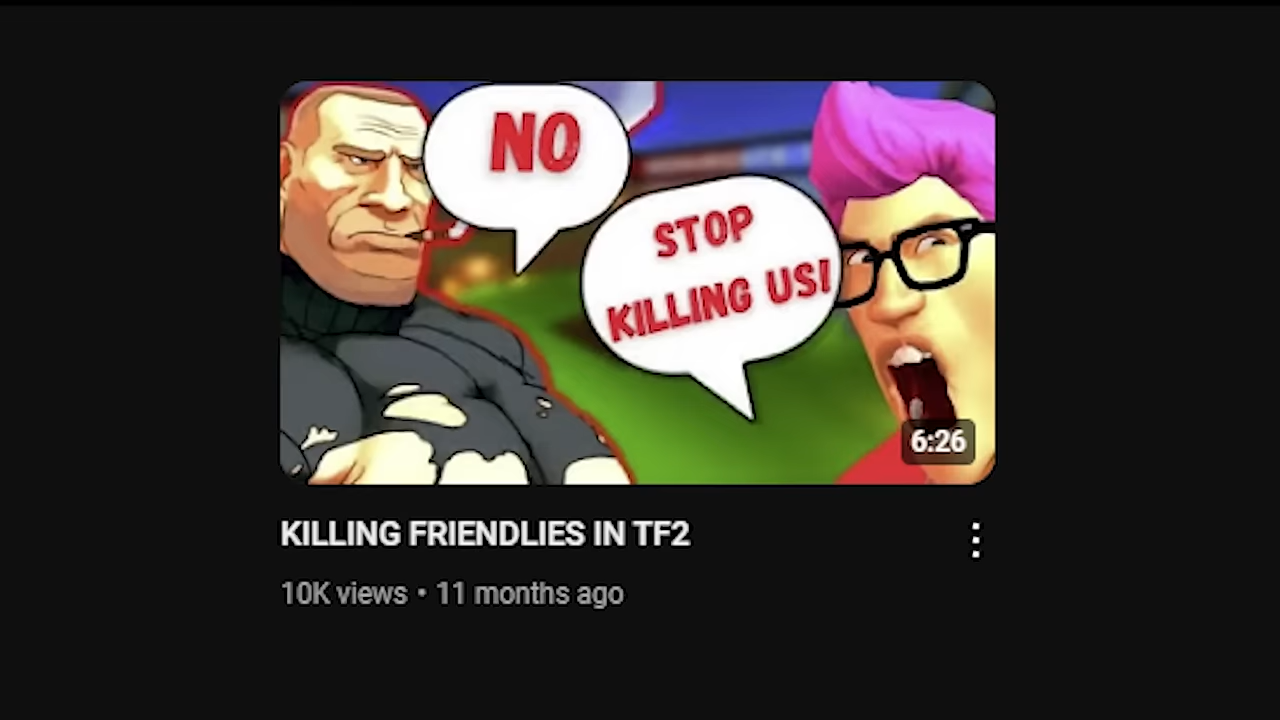 NO
STOP
KILLING US!
6:26
KILLING FRIENDLIES IN TF2
10K views • 11 months ago